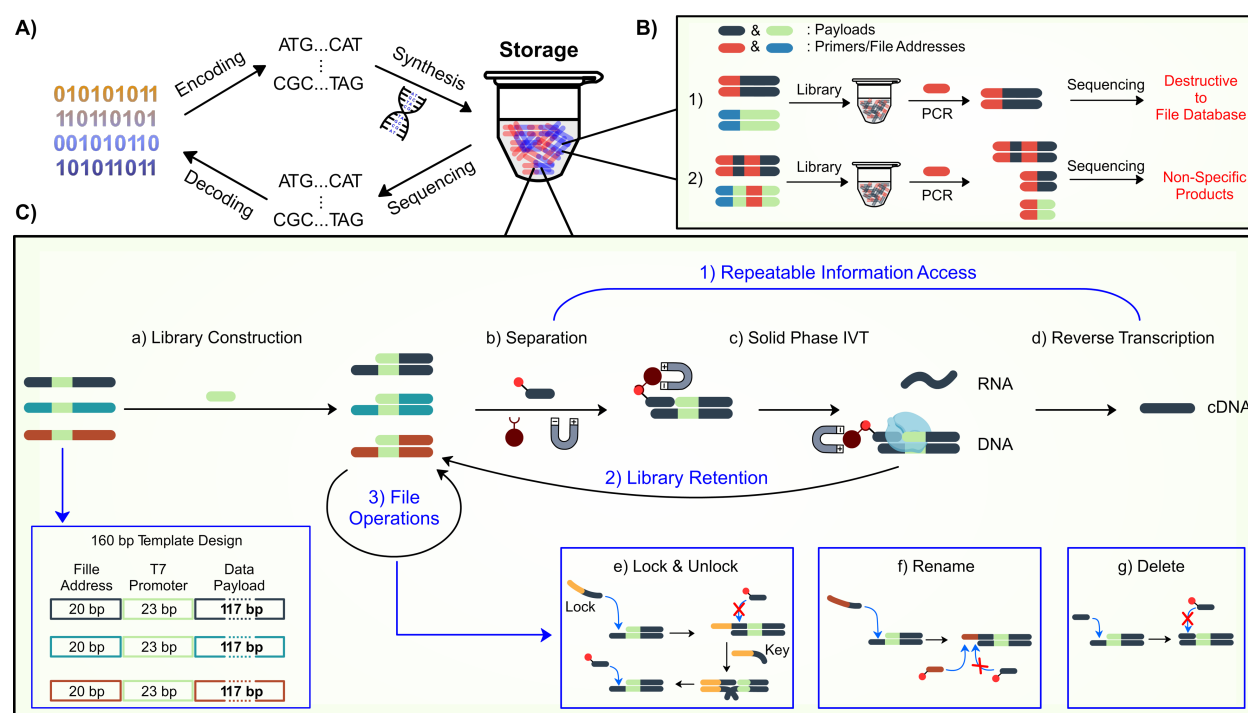 A)
010101011
110110101
001010110
101011011
Encoding
ATG...CAT
CGC...TAG
Synthesis
Storage
Sequencing
ATG...CAT
CGC...TAG
Decoding
B)
& : Payloads
& : Primers/File Addresses
1)
Library
PCR
Sequencing
Destructive
to
File Database
2)
Library
PCR
Sequencing
Non-Specific
Products
C)
1) Repeatable Information Access
a) Library Construction
b) Separation
c) Solid Phase IVT
d) Reverse Transcription
RNA
cDNA
DNA
2) Library Retention
3) File
Operations
160 bp Template Design
Fille
Address
T7
Promoter
Data
Payload
20 bp 23 bp 117 bp
20 bp 23 bp 117 bp
20 bp 23 bp 117 bp
e) Lock & Unlock
Lock
Key
f) Rename
g) Delete